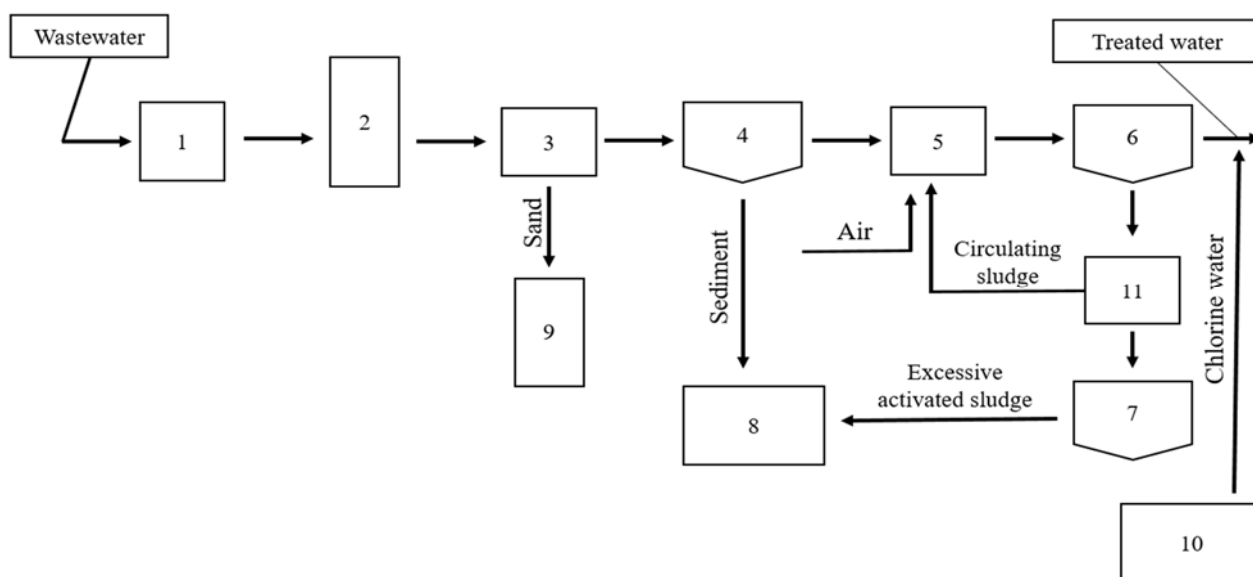 Wastewater
Treated water
1
2
3
4
5
6
Sand
Sediment
Air
Circulating
sludge
11
Chlorine water
9
Excessive
activated sludge
8
7
10